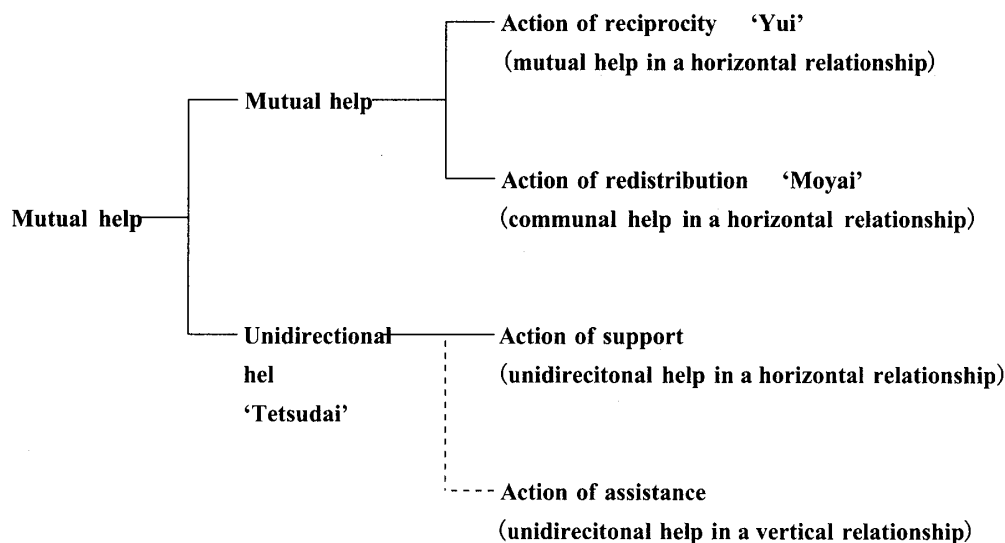 Action of reciprocity ‘Yui’
(mutual help in a horizontal relationship)
Mutual help
Action of redistribution ‘Moyai’
(communal help in a horizontal relationship)
Mutual help
Unidirectional
hel
‘Tetsudai’
Action of support
(unidirecitonal help in a horizontal relationship)
Action of assistance
(unidirecitonal help in a vertical relationship)